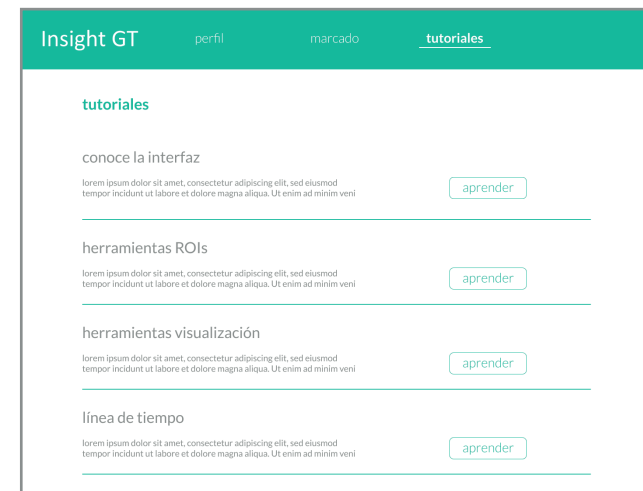 Insight GT
perfil
marcado
tutoriales
tutoriales
conoce la interfaz
lorem ipsum dolor sit amet, consectetur adipiscing elit, sed eiusmod
tempor incidunt ut labore et dolore magna aliqua. Ut enim ad minim veni
aprender
herramientas ROIs
lorem ipsum dolor sit amet, consectetur adipiscing elit, sed eiusmod
tempor incidunt ut labore et dolore magna aliqua. Ut enim ad minim veni
aprender
herramientas visualización
lorem ipsum dolor sit amet, consectetur adipiscing elit, sed eiusmod
tempor incidunt ut labore et dolore magna aliqua. Ut enim ad minim veni
aprender
línea de tiempo
lorem ipsum dolor sit amet, consectetur adipiscing elit, sed eiusmod
tempor incidunt ut labore et dolore magna aliqua. Ut enim ad minim veni
aprender